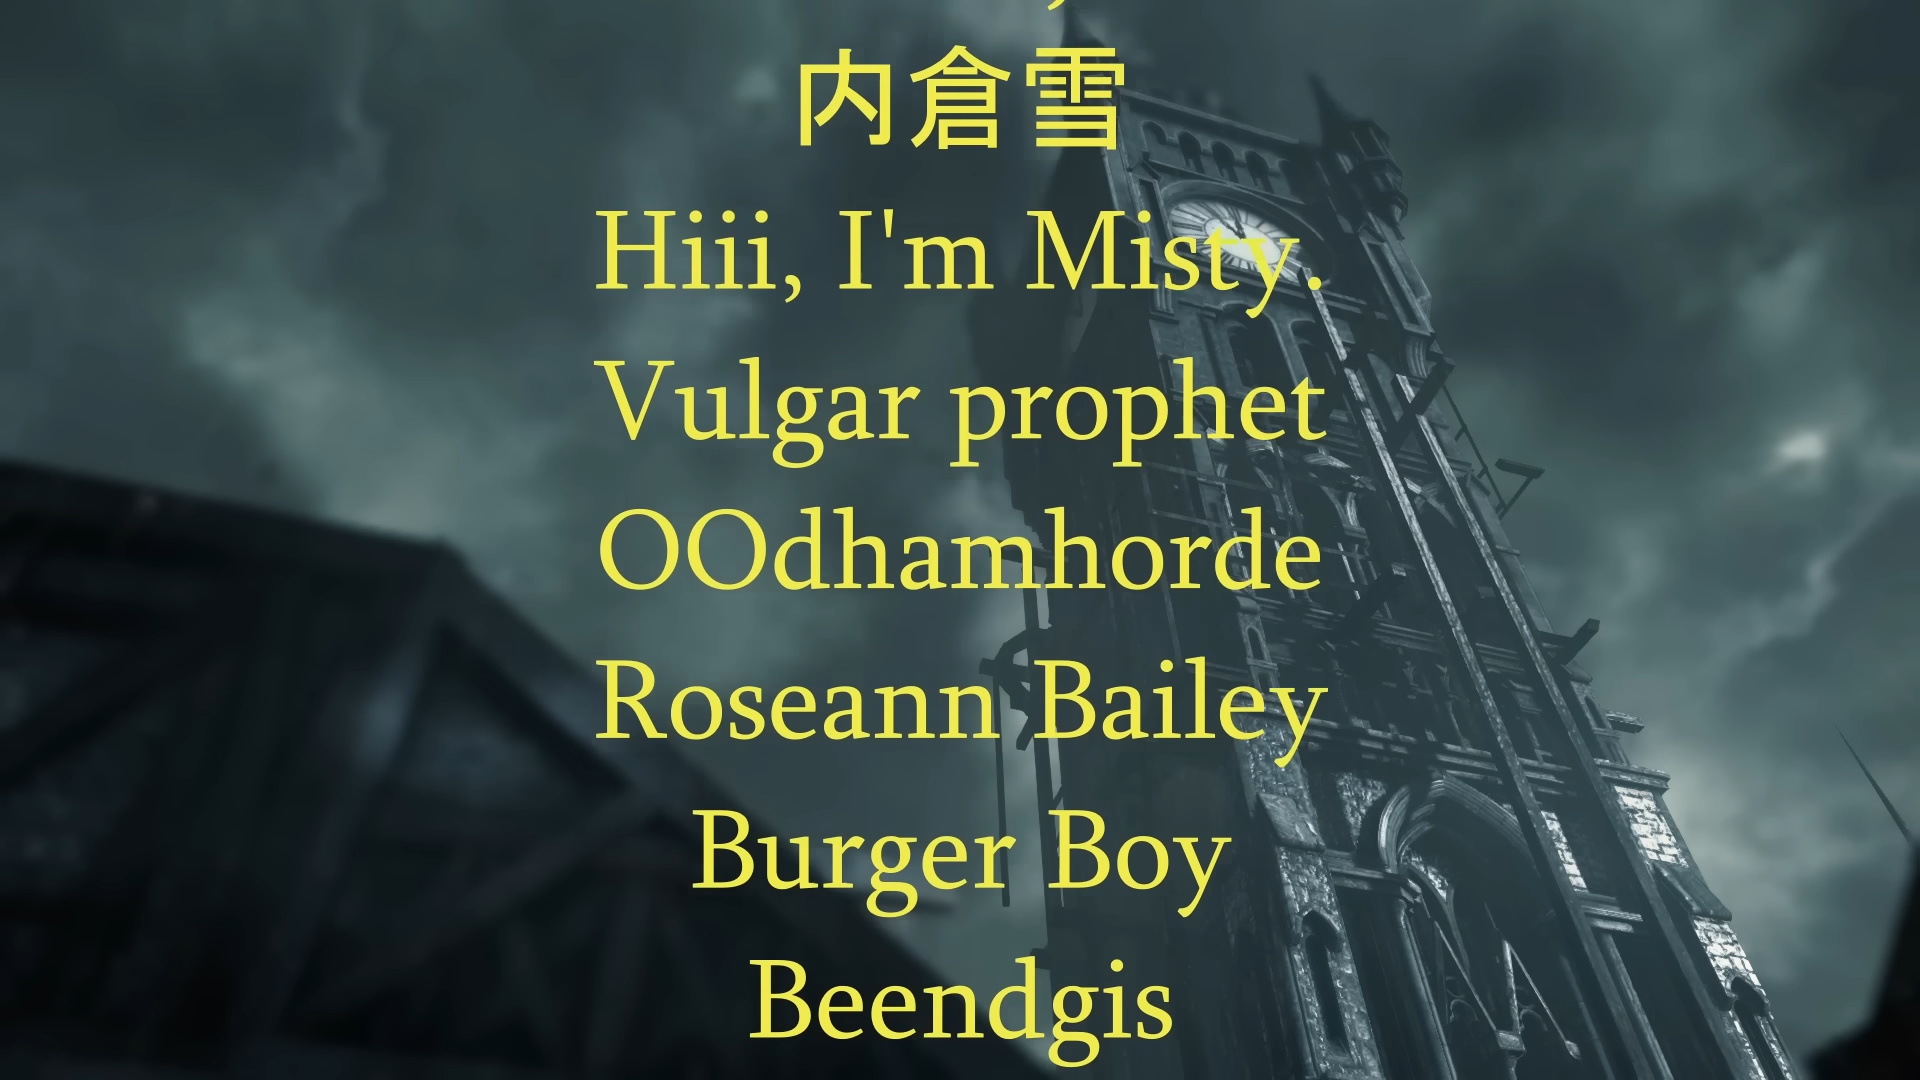 内倉雪
Hiii, I'm Misty.
Vulgar prophet
OOdhamhorde
Roseann Bailey
Burger Boy
Beendgis